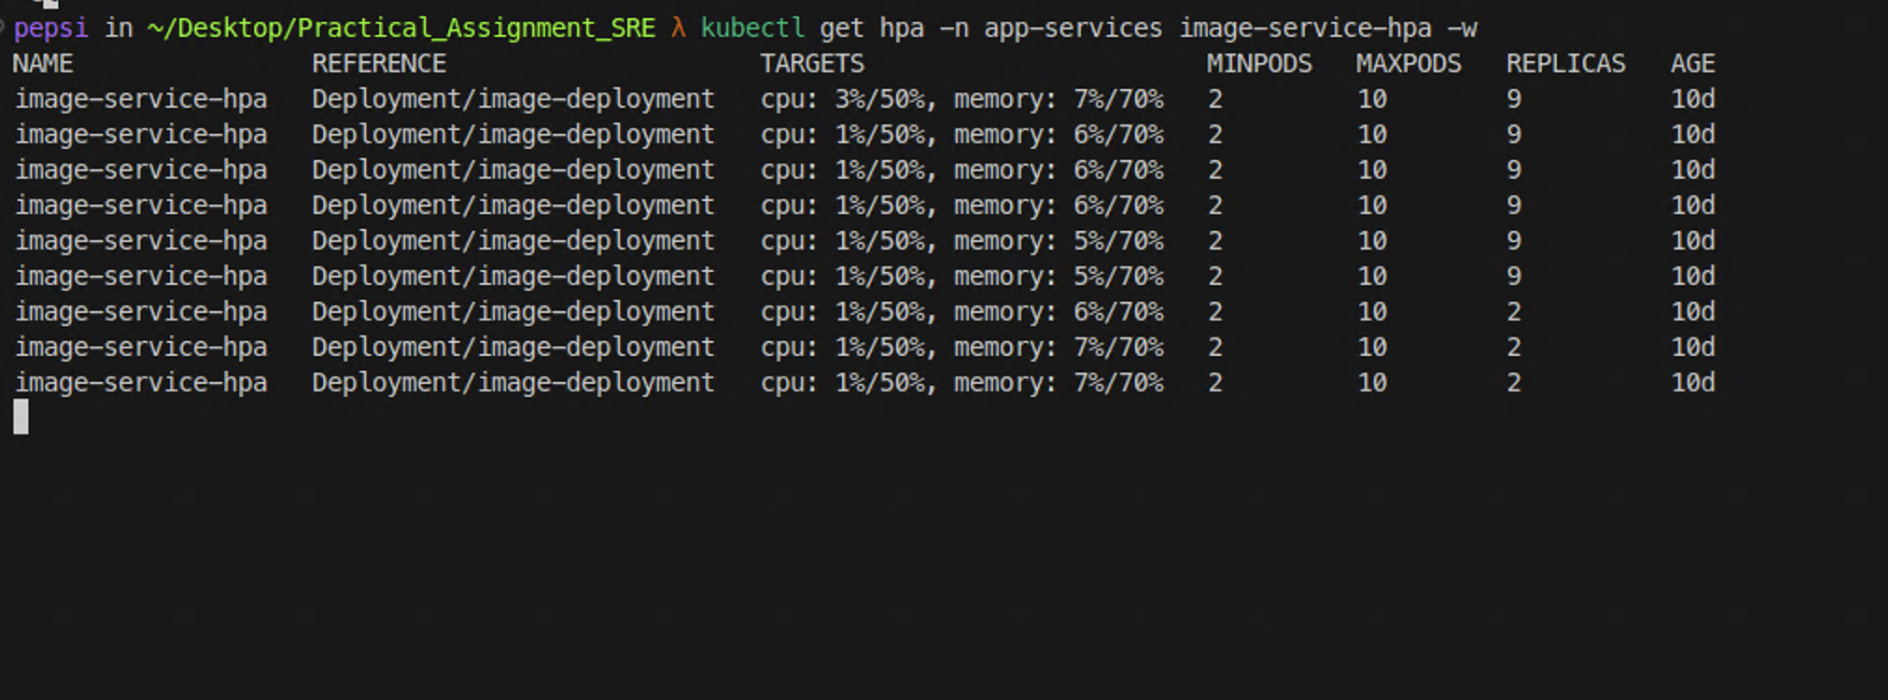 pepsi in ~/Desktop/Practical_Assignment_SRE λ kubectl get hpa -n app-services image-service-hpa -w
NAME REFERENCE TARGETS MINPODS MAXPODS REPLICAS AGE
image-service-hpa Deployment/image-deployment cpu: 3%/50%, memory: 7%/70% 2 10 9 10d
image-service-hpa Deployment/image-deployment cpu: 1%/50%, memory: 6%/70% 2 10 9 10d
image-service-hpa Deployment/image-deployment cpu: 1%/50%, memory: 6%/70% 2 10 9 10d
image-service-hpa Deployment/image-deployment cpu: 1%/50%, memory: 6%/70% 2 10 9 10d
image-service-hpa Deployment/image-deployment cpu: 1%/50%, memory: 5%/70% 2 10 9 10d
image-service-hpa Deployment/image-deployment cpu: 1%/50%, memory: 5%/70% 2 10 9 10d
image-service-hpa Deployment/image-deployment cpu: 1%/50%, memory: 6%/70% 2 10 2 10d
image-service-hpa Deployment/image-deployment cpu: 1%/50%, memory: 7%/70% 2 10 2 10d
image-service-hpa Deployment/image-deployment cpu: 1%/50%, memory: 7%/70% 2 10 2 10d